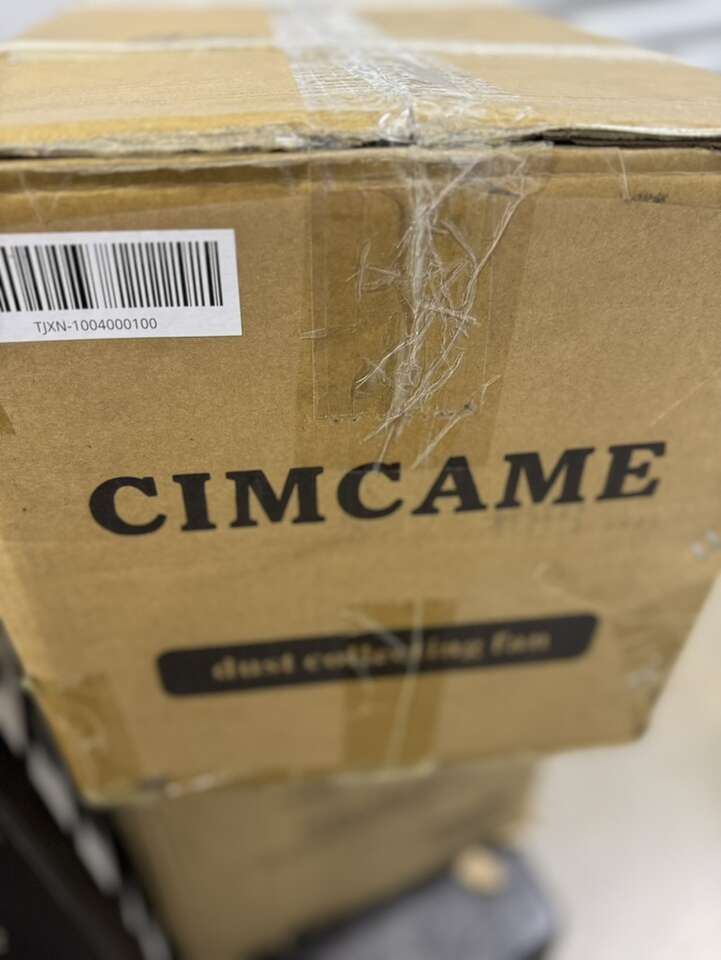 TJXN-1004000100
CIMCAME
dust collecting fan